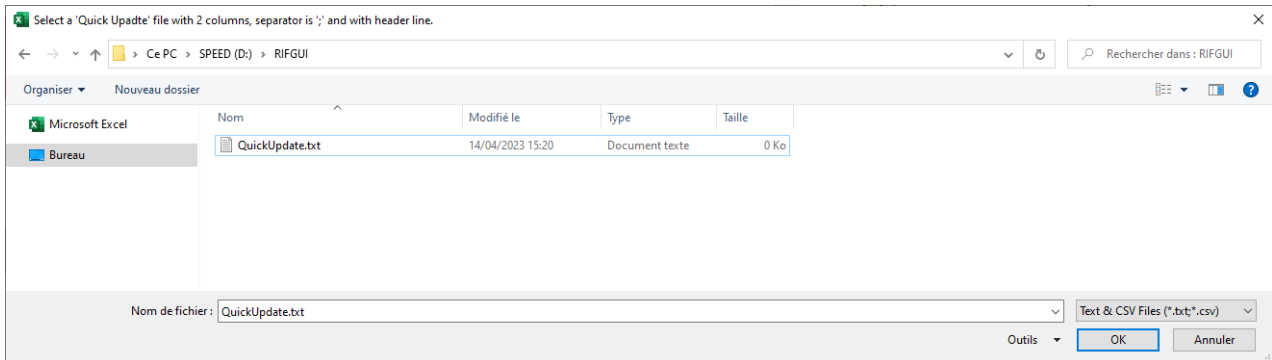 Select a 'Quick Upadte' file with 2 columns, separator is ';' and with header line.
Ce PC > SPEED (D:) > RIFGUI
Rechercher dans : RIFGUI
Organiser
Nouveau dossier
Microsoft Excel
Bureau
Nom Modifié le Type Taille
QuickUpdate.txt 14/04/2023 15:20 Document texte 0 Ko
Nom de fichier : QuickUpdate.txt
Text & CSV Files (*.txt;*.csv)
Outils OK Annuler